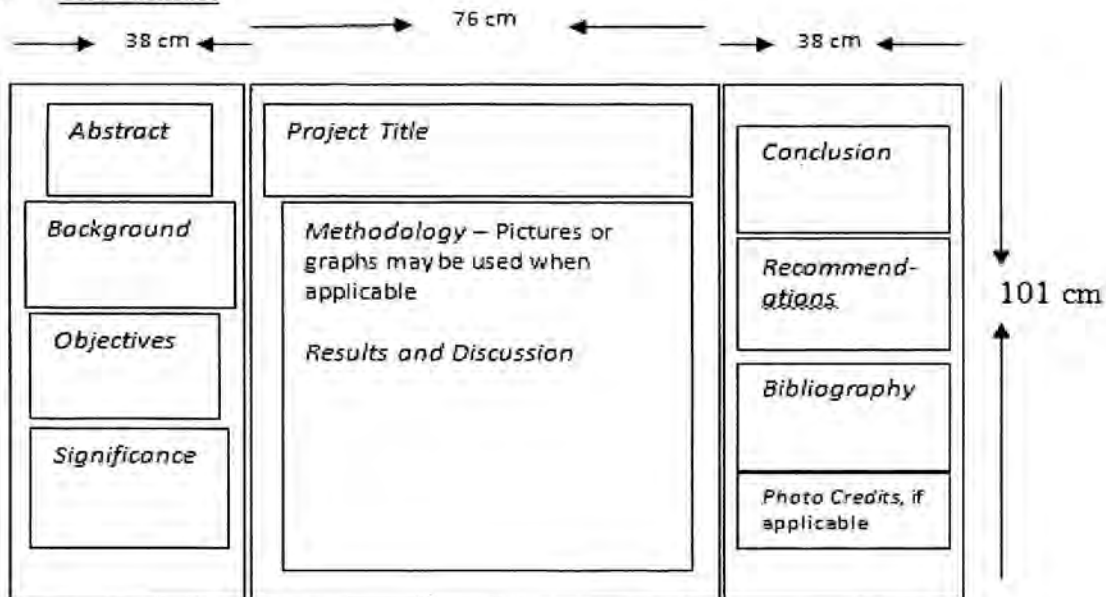 38 cm
76 cm
38 cm
Abstract
Background
Objectives
Significance
Project Title
Methodology – Pictures or
graphs may be used when
applicable
Results and Discussion
Conclusion
Recommend-
ations
Bibliography
Photo Credits, if
applicable
101 cm